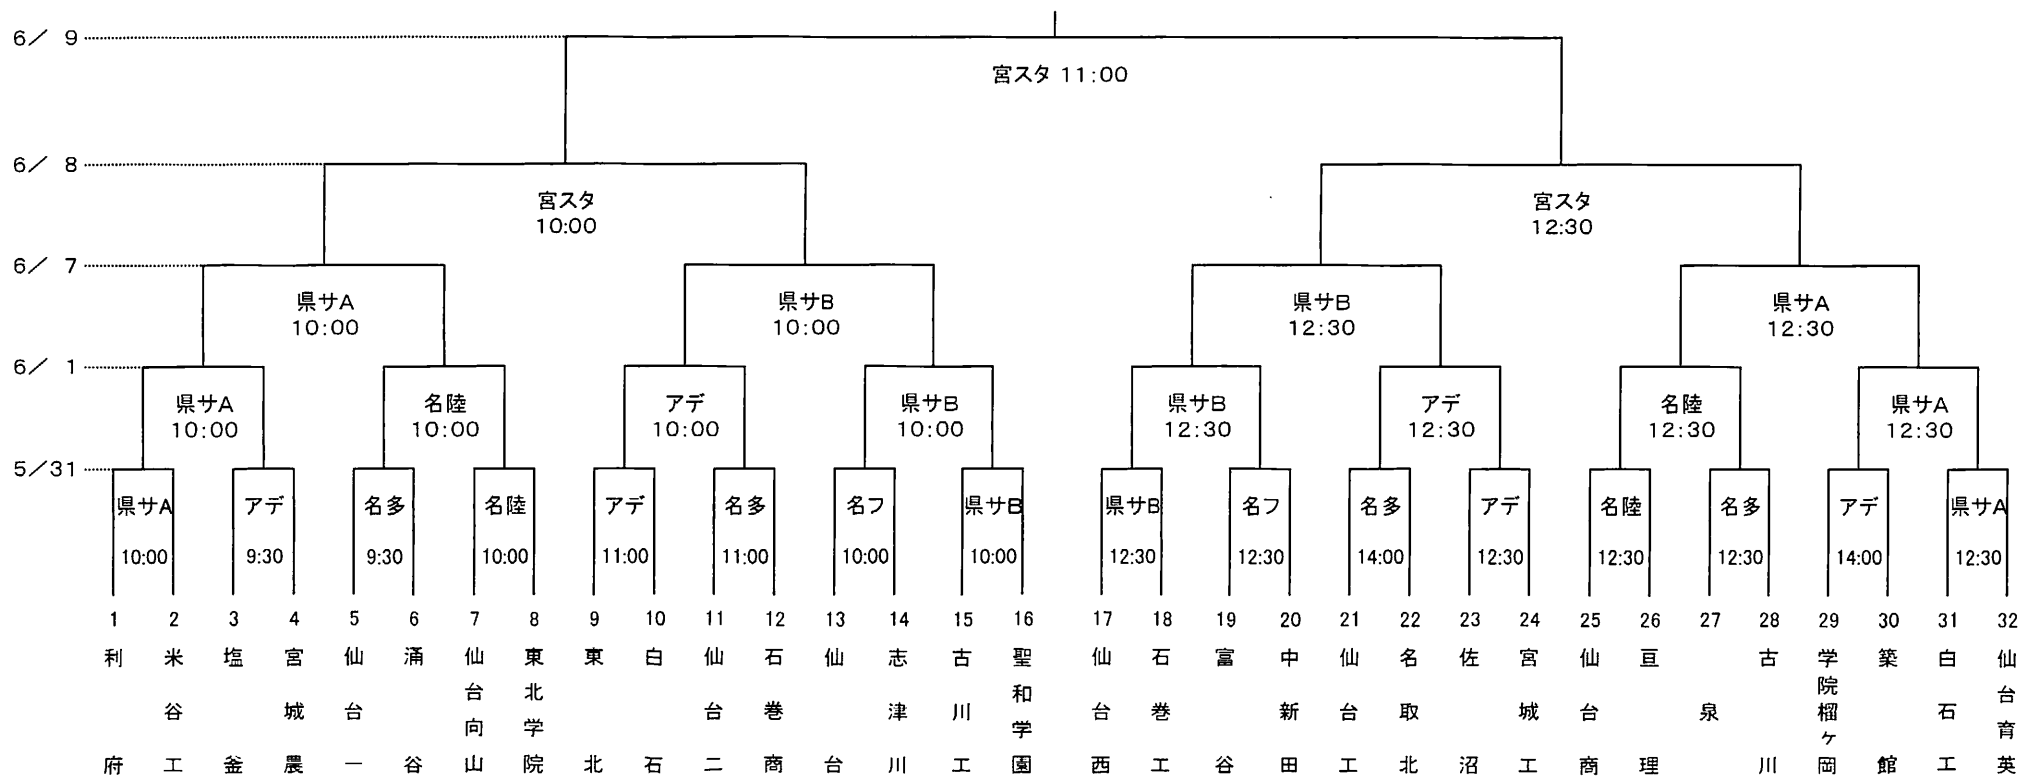 6/ 9
宮スタ 11:00
6/ 8
宮スタ 宮スタ
10:00 12:30
6/ 7
県サA 県サB 県サB 県サA
10:00 10:00 12:30 12:30
6/ 1
県サA 名陸 アデ 県サB 県サB アデ 名陸 県サA
10:00 10:00 10:00 10:00 12:30 12:30 12:30 12:30
5/31
県サA アデ 名多 名陸 アデ 名多 名フ 県サB 県サB 名フ 名多 アデ 名陸 名多 アデ 県サA
10:00 9:30 9:30 10:00 11:00 11:00 10:00 10:00 12:30 12:30 14:00 12:30 12:30 12:30 14:00 12:30
1 2 3 4 5 6 7 8 9 10 11 12 13 14 15 16 17 18 19 20 21 22 23 24 25 26 27 28 29 30 31 32
利府
米谷工
塩釜
宮城農
仙台一
涌谷
仙台向山
東北学院
東北
白石
仙台二
石巻商
仙台
志津川
古川工
聖和学園
仙台西
石巻工
富谷
中新田
仙台工
名取北
佐沼
宮城工
仙台商
亘理
泉
古川
学院榴ヶ岡
築館
白石工
仙台育英